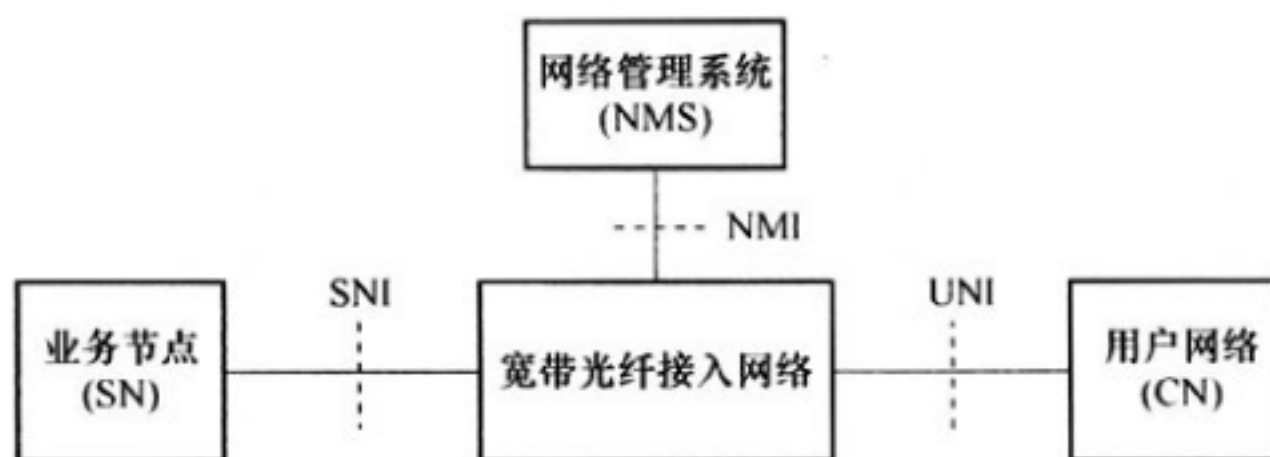 网络管理系统
(NMS)
NMI
SNI
UNI
业务节点
(SN)
宽带光纤接入网络
用户网络
(CN)